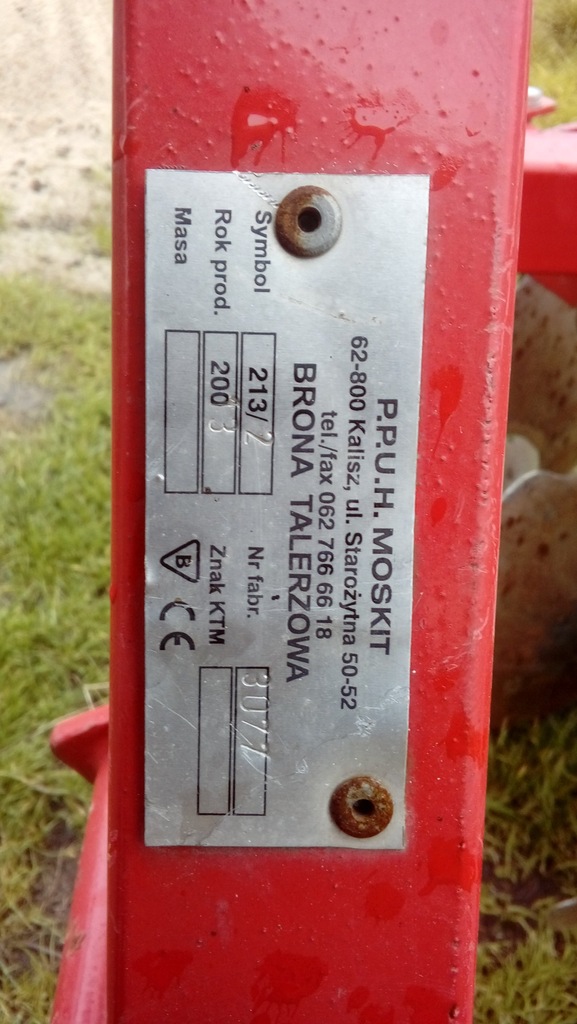 P.P.U.H. MOSKIT
62-800 Kalisz, ul. Starożytna 50-52
tel./fax 062 766 66 18
BRONA TALERZOWA
Symbol 213/2 Nr fabr.
Rok prod. 200 Znak KTM
Masa B CE